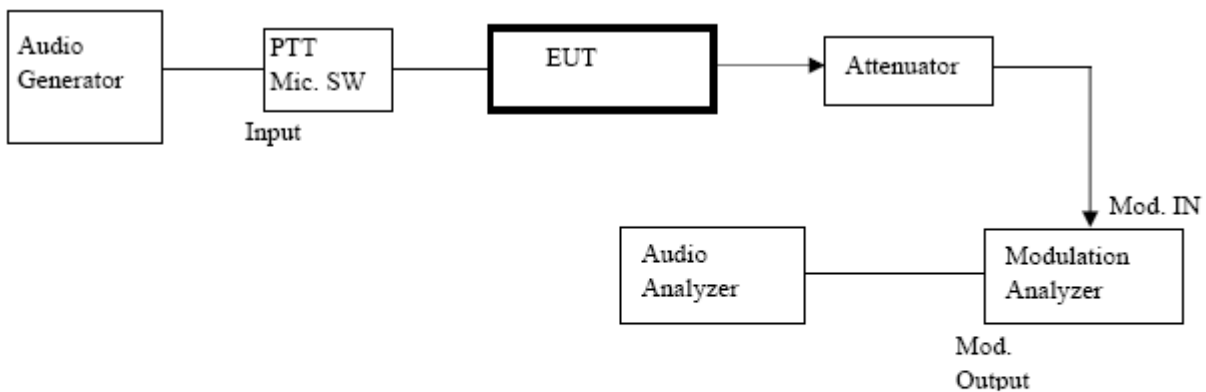 Audio
Generator
PTT
Mic. SW
Input
EUT
Attenuator
Mod. IN
Audio
Analyzer
Modulation
Analyzer
Mod.
Output